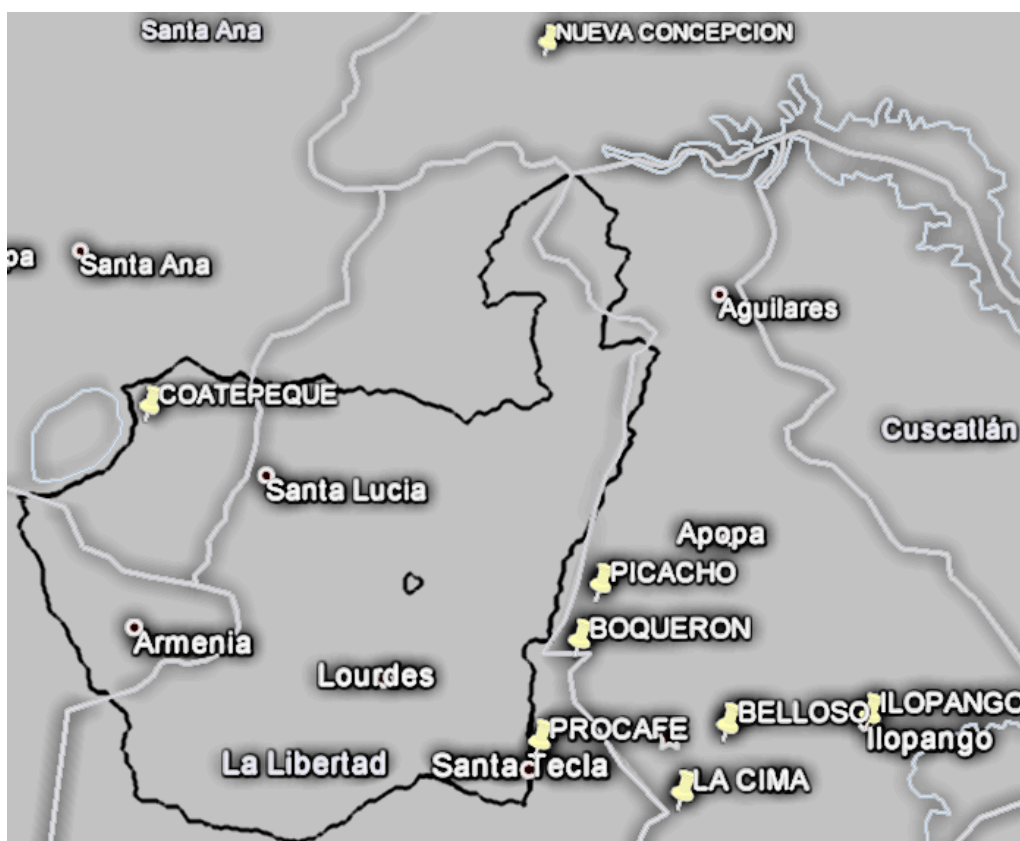 Santa Ana
NUEVA CONCEPCION
pa
Santa Ana
Aguilares
COATEPEQUE
Cuscatlán
Santa Lucia
Apopa
PICACHO
BOQUERON
Armenia
Lourdes
ILOPANGO
BELLOSO
PROCAFE
Ilopango
La Libertad
Santa Tecla
LA CIMA